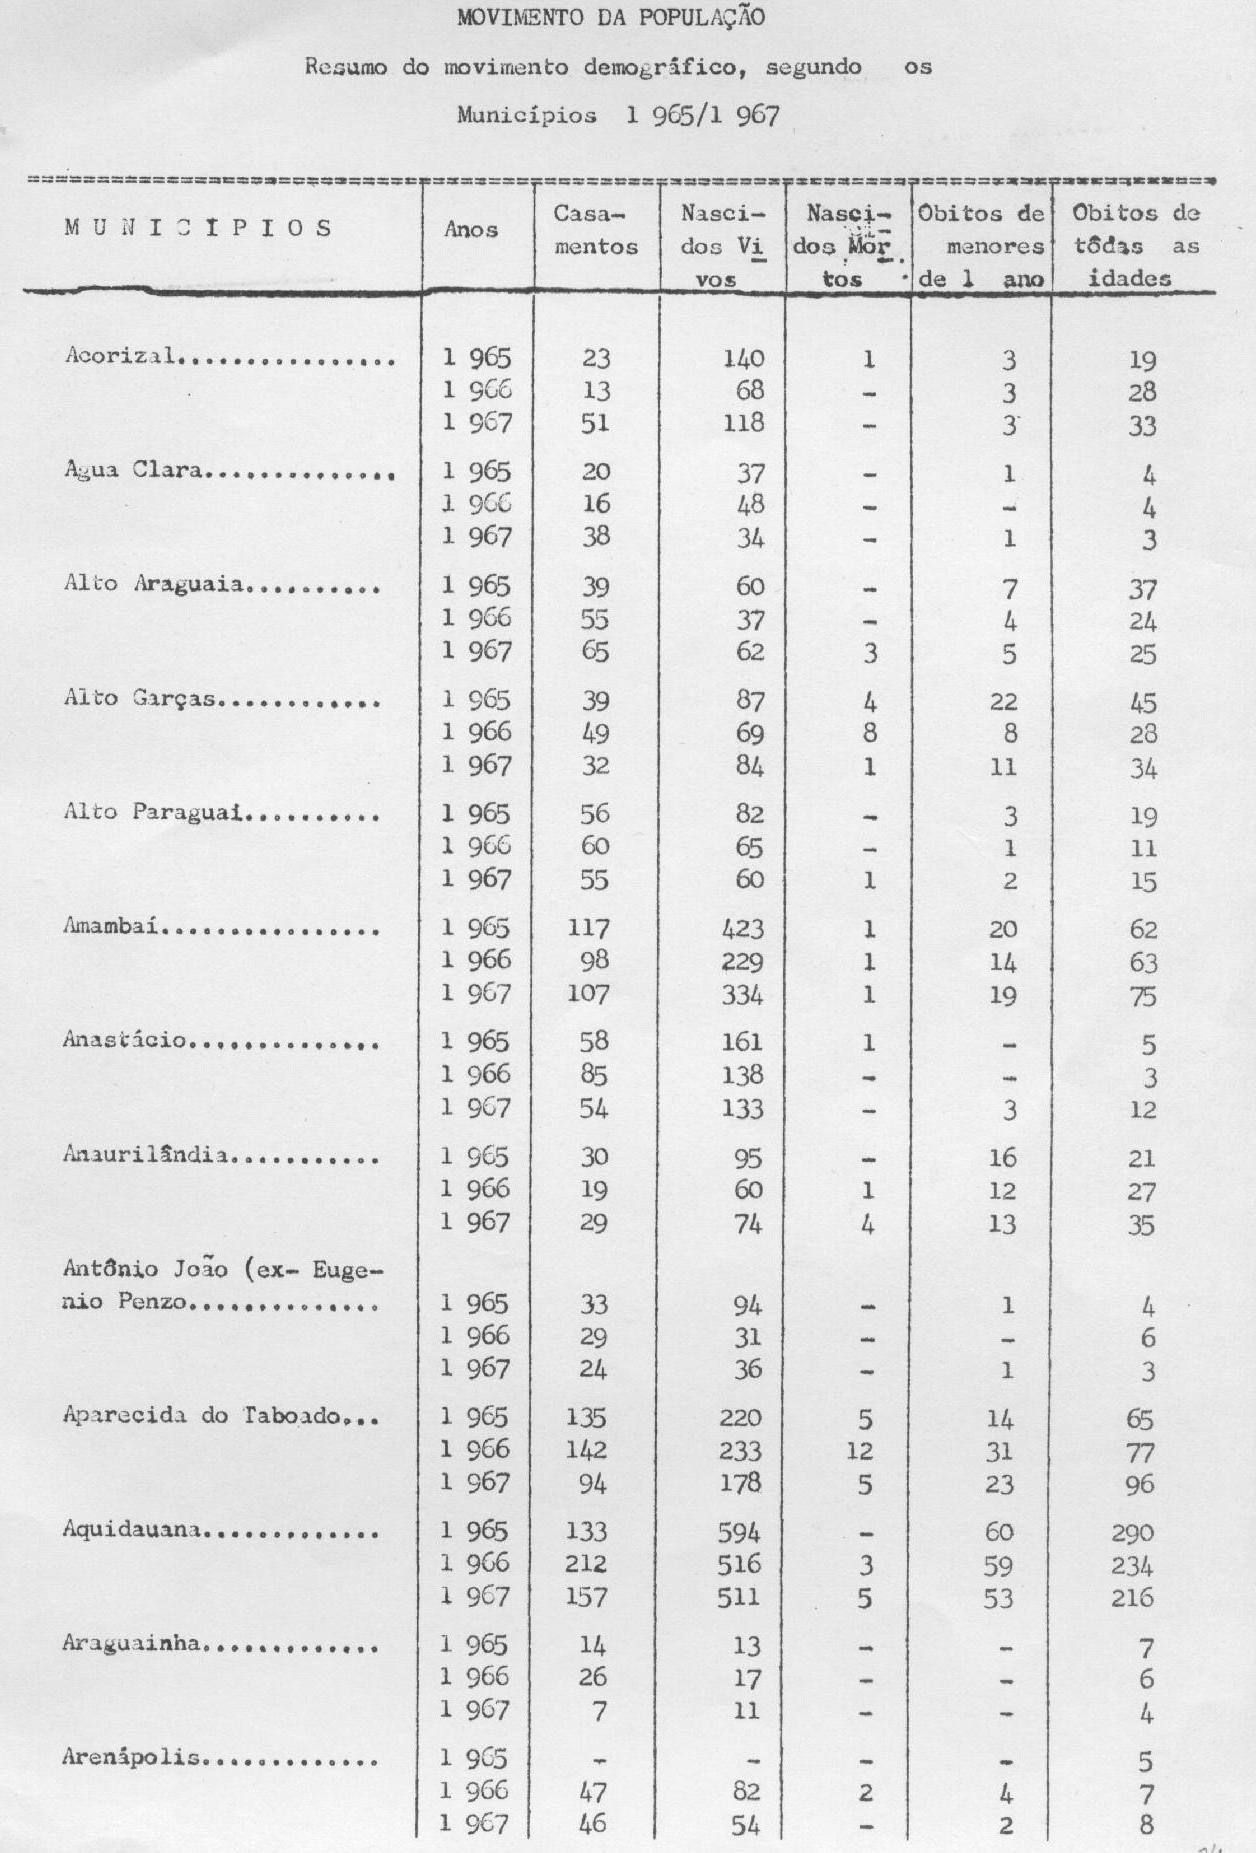 MOVIMENTO DA POPULAÇÃO
Resumo do movimento demográfico, segundo os
Municípios 1 965/1 967
MUNICIPIOS Anos Casa- Nasci- Nasci- Obitos de Obitos de
mentos dos Vi dos Mor menores tôdas as
vos tos de 1 ano idades
Acorizal................ 1 965 23 140 1 3 19
1 966 13 68 - 3 28
1 967 51 118 - 3 33
Agua Clara.............. 1 965 20 37 - 1 4
1 966 16 48 - - 4
1 967 38 34 - 1 3
Alto Araguaia.......... 1 965 39 60 - 7 37
1 966 55 37 - 4 24
1 967 65 62 3 5 25
Alto Garças............ 1 965 39 87 4 22 45
1 966 49 69 8 8 28
1 967 32 84 1 11 34
Alto Paraguai.......... 1 965 56 82 - 3 19
1 966 60 65 - 1 11
1 967 55 60 1 2 15
Amambaí................ 1 965 117 423 1 20 62
1 966 98 229 1 14 63
1 967 107 334 1 19 75
Anastácio.............. 1 965 58 161 1 - 5
1 966 85 138 - - 3
1 967 54 133 - 3 12
Anaurilândia........... 1 965 30 95 - 16 21
1 966 19 60 1 12 27
1 967 29 74 4 13 35
Antônio João (ex- Euge-
nio Penzo.............. 1 965 33 94 - 1 4
1 966 29 31 - - 6
1 967 24 36 - 1 3
Aparecida do Taboado... 1 965 135 220 5 14 65
1 966 142 233 12 31 77
1 967 94 178 5 23 96
Aquidauana............. 1 965 133 594 - 60 290
1 966 212 516 3 59 234
1 967 157 511 5 53 216
Araguainha............. 1 965 14 13 - - 7
1 966 26 17 - - 6
1 967 7 11 - - 4
Arenápolis............. 1 965 - - - - 5
1 966 47 82 2 4 7
1 967 46 54 - 2 8